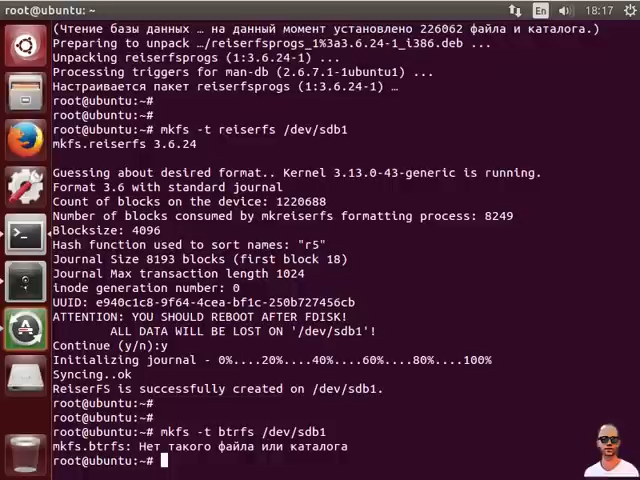 root@ubuntu: ~
En
18:17
(Чтение базы данных … на данный момент установлено 226062 файла и каталога.)
Preparing to unpack …/reiserfsprogs_1%3a3.6.24-1_i386.deb ...
Unpacking reiserfsprogs (1:3.6.24-1) ...
Processing triggers for man-db (2.6.7.1-1ubuntu1) ...
Настраивается пакет reiserfsprogs (1:3.6.24-1) …
root@ubuntu:~#
root@ubuntu:~#
root@ubuntu:~# mkfs -t reiserfs /dev/sdb1
mkfs.reiserfs 3.6.24
Guessing about desired format.. Kernel 3.13.0-43-generic is running.
Format 3.6 with standard journal
Count of blocks on the device: 1220688
Number of blocks consumed by mkreiserfs formatting process: 8249
Blocksize: 4096
Hash function used to sort names: "r5"
Journal Size 8193 blocks (first block 18)
Journal Max transaction length 1024
inode generation number: 0
UUID: e940c1c8-9f64-4cea-bf1c-250b727456cb
ATTENTION: YOU SHOULD REBOOT AFTER FDISK!
ALL DATA WILL BE LOST ON '/dev/sdb1'!
Continue (y/n):y
Initializing journal - 0%....20%....40%....60%....80%....100%
Syncing..ok
ReiserFS is successfully created on /dev/sdb1.
root@ubuntu:~#
root@ubuntu:~#
root@ubuntu:~# mkfs -t btrfs /dev/sdb1
mkfs.btrfs: Нет такого файла или каталога
root@ubuntu:~#